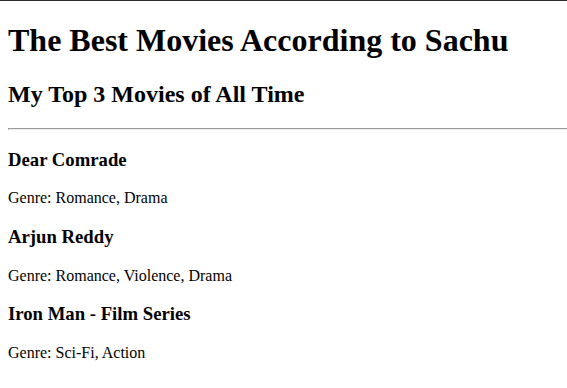 The Best Movies According to Sachu
My Top 3 Movies of All Time
Dear Comrade
Genre: Romance, Drama
Arjun Reddy
Genre: Romance, Violence, Drama
Iron Man - Film Series
Genre: Sci-Fi, Action